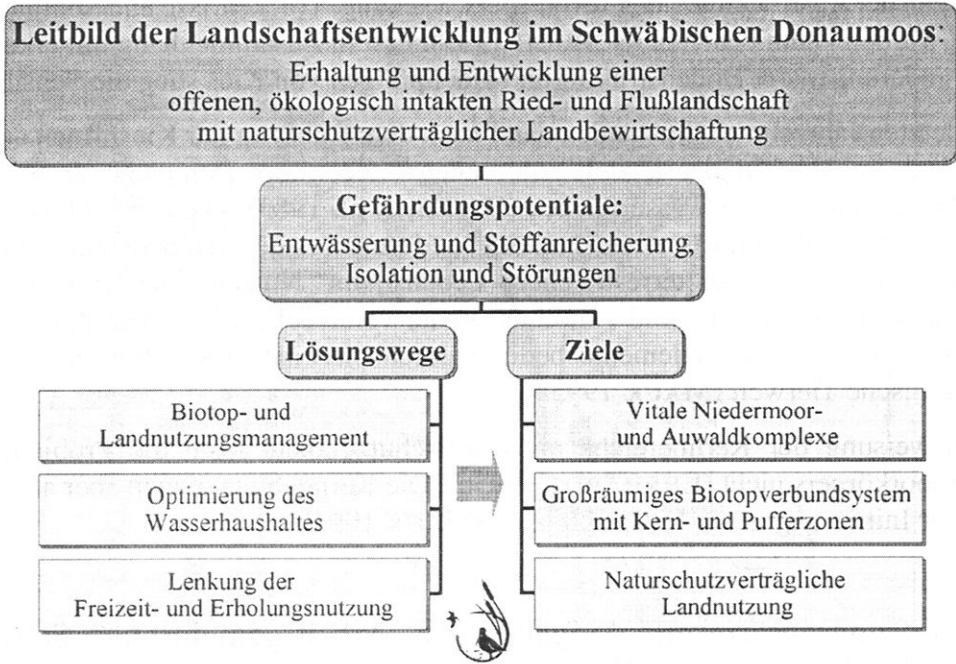 Leitbild der Landschaftsentwicklung im Schwäbischen Donaumoos:
Erhaltung und Entwicklung einer
offenen, ökologisch intakten Ried- und Flußlandschaft
mit naturschutzverträglicher Landbewirtschaftung
Gefährdungspotentiale:
Entwässerung und Stoffanreicherung,
Isolation und Störungen
Lösungswege
Biotop- und
Landnutzungsmanagement
Optimierung des
Wasserhaushaltes
Lenkung der
Freizeit- und Erholungsnutzung
Ziele
Vitale Niedermoor-
und Auwaldkomplexe
Großräumiges Biotopverbundsystem
mit Kern- und Pufferzonen
Naturschutzverträgliche
Landnutzung